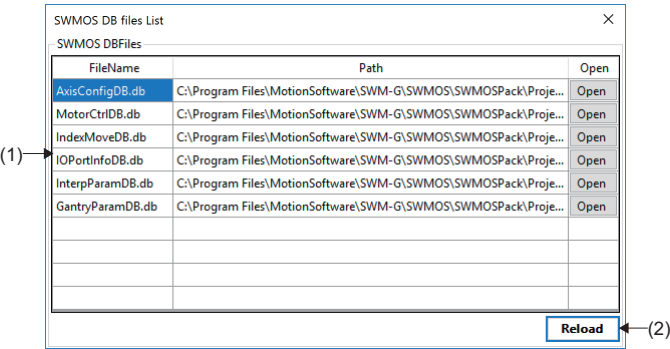 SWMOS DB files List
SWMOS DBFiles
FileName Path Open
AxisConfigDB.db C:\Program Files\MotionSoftware\SWM-G\SWMOS\SWMOSPack\Proje... Open
MotorCtrlDB.db C:\Program Files\MotionSoftware\SWM-G\SWMOS\SWMOSPack\Proje... Open
IndexMoveDB.db C:\Program Files\MotionSoftware\SWM-G\SWMOS\SWMOSPack\Proje... Open
(1) IOPortInfoDB.db C:\Program Files\MotionSoftware\SWM-G\SWMOS\SWMOSPack\Proje... Open
InterpParamDB.db C:\Program Files\MotionSoftware\SWM-G\SWMOS\SWMOSPack\Proje... Open
GantryParamDB.db C:\Program Files\MotionSoftware\SWM-G\SWMOS\SWMOSPack\Proje... Open
Reload (2)